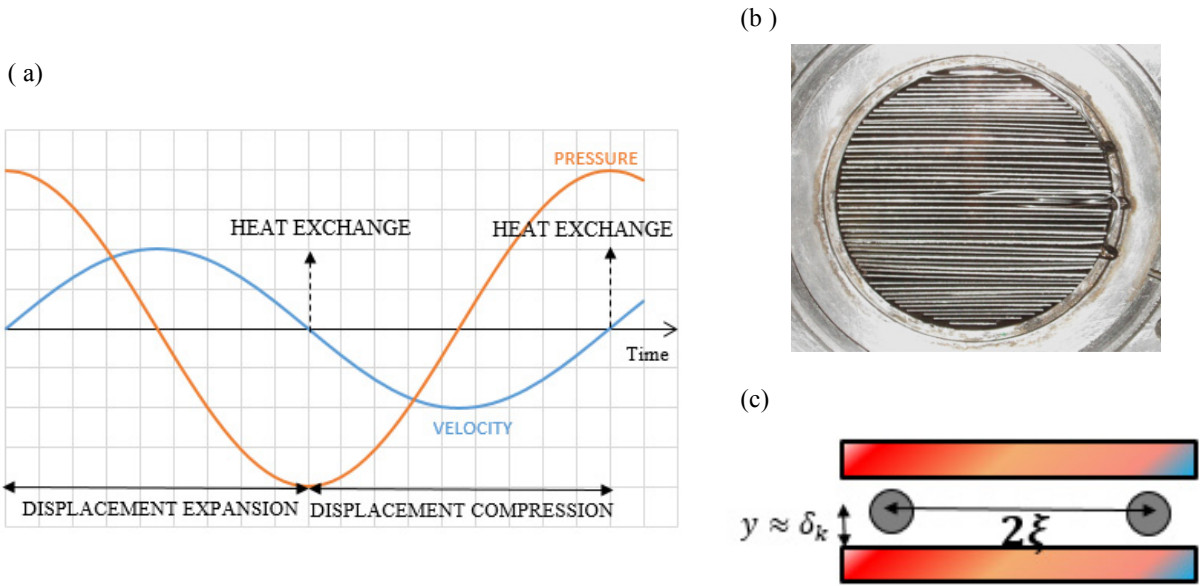 ( a)
PRESSURE
HEAT EXCHANGE
HEAT EXCHANGE
Time
VELOCITY
DISPLACEMENT EXPANSION
DISPLACEMENT COMPRESSION
(b )
(c)
y ≈ δₖ
2ξ